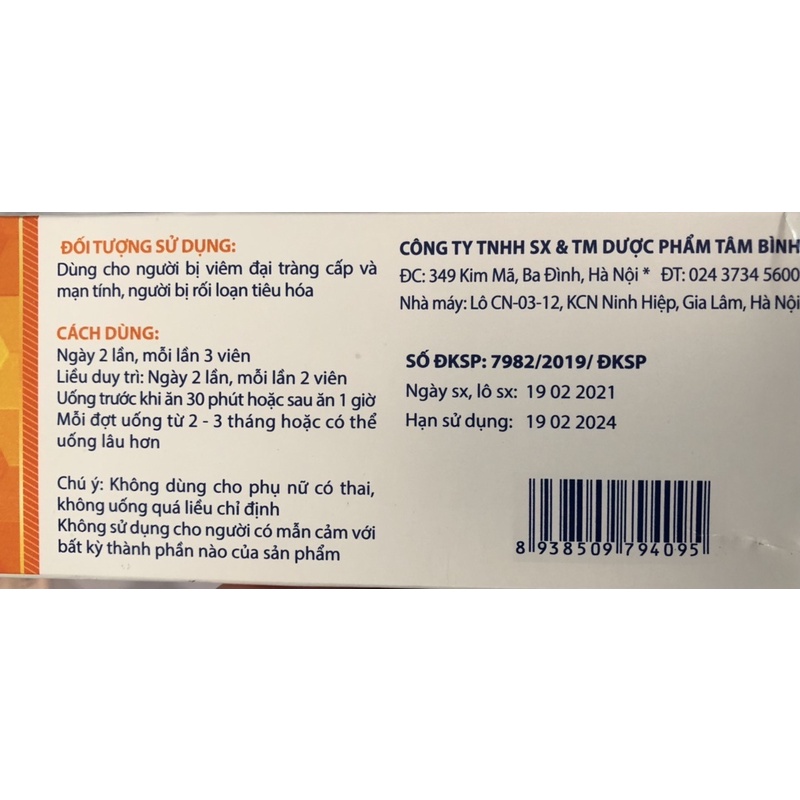 ĐỐI TƯỢNG SỬ DỤNG:
Dùng cho người bị viêm đại tràng cấp và
mạn tính, người bị rối loạn tiêu hóa
CÁCH DÙNG:
Ngày 2 lần, mỗi lần 3 viên
Liều duy trì: Ngày 2 lần, mỗi lần 2 viên
Uống trước khi ăn 30 phút hoặc sau ăn 1 giờ
Mỗi đợt uống từ 2 - 3 tháng hoặc có thể
uống lâu hơn
Chú ý: Không dùng cho phụ nữ có thai,
không uống quá liều chỉ định
Không sử dụng cho người có mẫn cảm với
bất kỳ thành phần nào của sản phẩm
CÔNG TY TNHH SX & TM DƯỢC PHẨM TÂM BÌNH
ĐC: 349 Kim Mã, Ba Đình, Hà Nội * ĐT: 024 3734 5600
Nhà máy: Lô CN-03-12, KCN Ninh Hiệp, Gia Lâm, Hà Nội
SỐ ĐKSP: 7982/2019/ ĐKSP
Ngày sx, lô sx: 19 02 2021
Hạn sử dụng: 19 02 2024
8 938509 794095